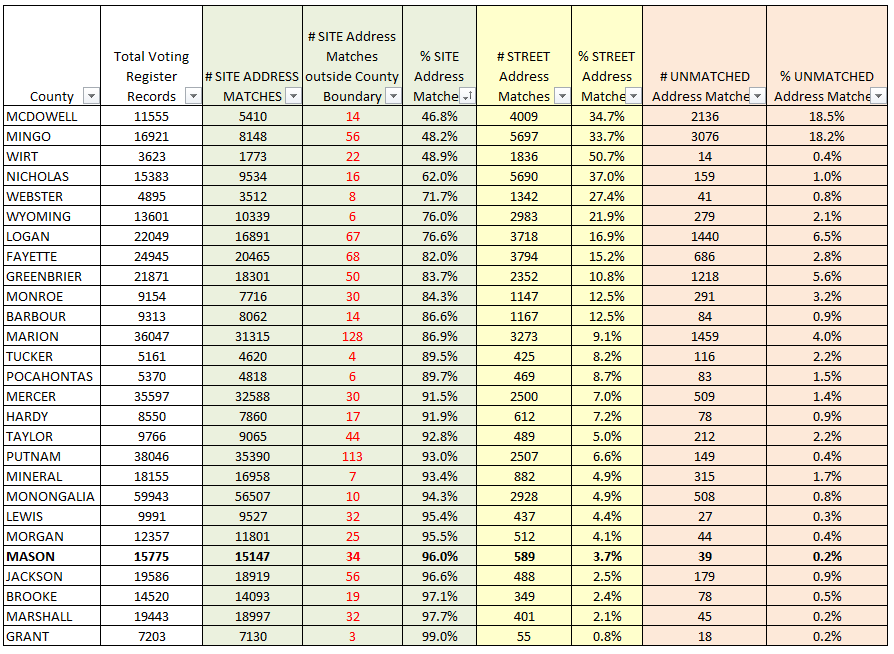 County | Total Voting Register Records | # SITE ADDRESS MATCHES | # SITE Address Matches outside County Boundary | % SITE Address Matche | # STREET Address Matches | % STREET Address Matche | # UNMATCHED Address Matche | % UNMATCHED Address Matche
MCDOWELL 11555 5410 14 46.8% 4009 34.7% 2136 18.5%
MINGO 16921 8148 56 48.2% 5697 33.7% 3076 18.2%
WIRT 3623 1773 22 48.9% 1836 50.7% 14 0.4%
NICHOLAS 15383 9534 16 62.0% 5690 37.0% 159 1.0%
WEBSTER 4895 3512 8 71.7% 1342 27.4% 41 0.8%
WYOMING 13601 10339 6 76.0% 2983 21.9% 279 2.1%
LOGAN 22049 16891 67 76.6% 3718 16.9% 1440 6.5%
FAYETTE 24945 20465 68 82.0% 3794 15.2% 686 2.8%
GREENBRIER 21871 18301 50 83.7% 2352 10.8% 1218 5.6%
MONROE 9154 7716 30 84.3% 1147 12.5% 291 3.2%
BARBOUR 9313 8062 14 86.6% 1167 12.5% 84 0.9%
MARION 36047 31315 128 86.9% 3273 9.1% 1459 4.0%
TUCKER 5161 4620 4 89.5% 425 8.2% 116 2.2%
POCAHONTAS 5370 4818 6 89.7% 469 8.7% 83 1.5%
MERCER 35597 32588 30 91.5% 2500 7.0% 509 1.4%
HARDY 8550 7860 17 91.9% 612 7.2% 78 0.9%
TAYLOR 9766 9065 44 92.8% 489 5.0% 212 2.2%
PUTNAM 38046 35390 113 93.0% 2507 6.6% 149 0.4%
MINERAL 18155 16958 7 93.4% 882 4.9% 315 1.7%
MONONGALIA 59943 56507 10 94.3% 2928 4.9% 508 0.8%
LEWIS 9991 9527 32 95.4% 437 4.4% 27 0.3%
MORGAN 12357 11801 25 95.5% 512 4.1% 44 0.4%
MASON 15775 15147 34 96.0% 589 3.7% 39 0.2%
JACKSON 19586 18919 56 96.6% 488 2.5% 179 0.9%
BROOKE 14520 14093 19 97.1% 349 2.4% 78 0.5%
MARSHALL 19443 18997 32 97.7% 401 2.1% 45 0.2%
GRANT 7203 7130 3 99.0% 55 0.8% 18 0.2%